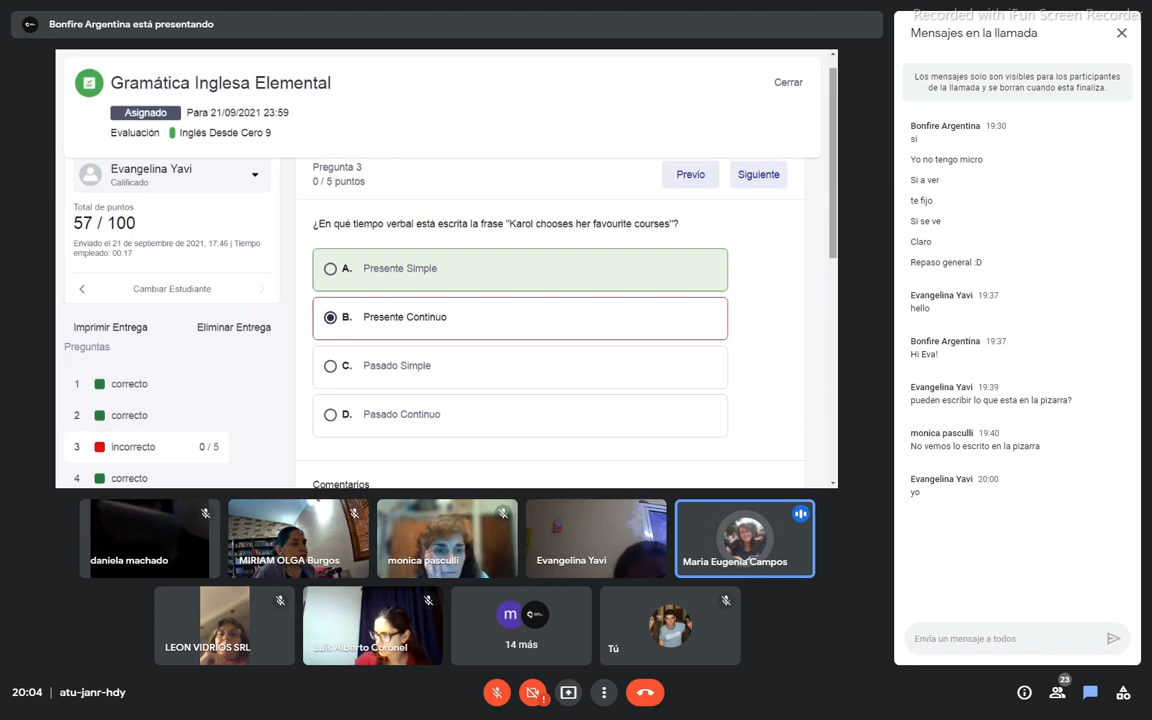 Recorded with iFun Screen Recorder
Bonfire Argentina está presentando
Gramática Inglesa Elemental
Cerrar
Asignado Para 21/09/2021 23:59
Evaluación Inglés Desde Cero 9
Evangelina Yavi
Calificado
Total de puntos
57 / 100
Enviado el 21 de septiembre de 2021, 17:46 | Tiempo
empleado: 00:17
Cambiar Estudiante
Imprimir Entrega Eliminar Entrega
Preguntas
1 correcto
2 correcto
3 incorrecto 0 / 5
4 correcto
Pregunta 3
0 / 5 puntos
Previo Siguiente
¿En qué tiempo verbal está escrita la frase "Karol chooses her favourite courses"?
A. Presente Simple
B. Presente Continuo
C. Pasado Simple
D. Pasado Continuo
Comentarios
daniela machado
MIRIAM OLGA Burgos
monica pasculli
Evangelina Yavi
Maria Eugenia Campos
LEON VIDRIOS SRL
Luis Alberto Coronel
m
14 más
Tú
20:04 atu-janr-hdy
Mensajes en la llamada
Los mensajes solo son visibles para los participantes
de la llamada y se borran cuando esta finaliza.
Bonfire Argentina 19:30
si
Yo no tengo micro
Si a ver
te fijo
Si se ve
Claro
Repaso general :D
Evangelina Yavi 19:37
hello
Bonfire Argentina 19:37
Hi Eva!
Evangelina Yavi 19:39
pueden escribir lo que esta en la pizarra?
monica pasculli 19:40
No vemos lo escrito en la pizarra
Evangelina Yavi 20:00
yo
Envía un mensaje a todos
23